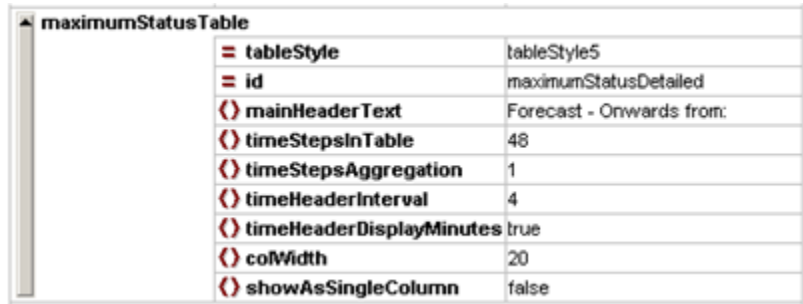 maximumStatusTable
= tableStyle tableStyle5
= id maximumStatusDetailed
<> mainHeaderText Forecast - Onwards from:
<> timeStepsInTable 48
<> timeStepsAggregation 1
<> timeHeaderInterval 4
<> timeHeaderDisplayMinutes true
<> colWidth 20
<> showAsSingleColumn false